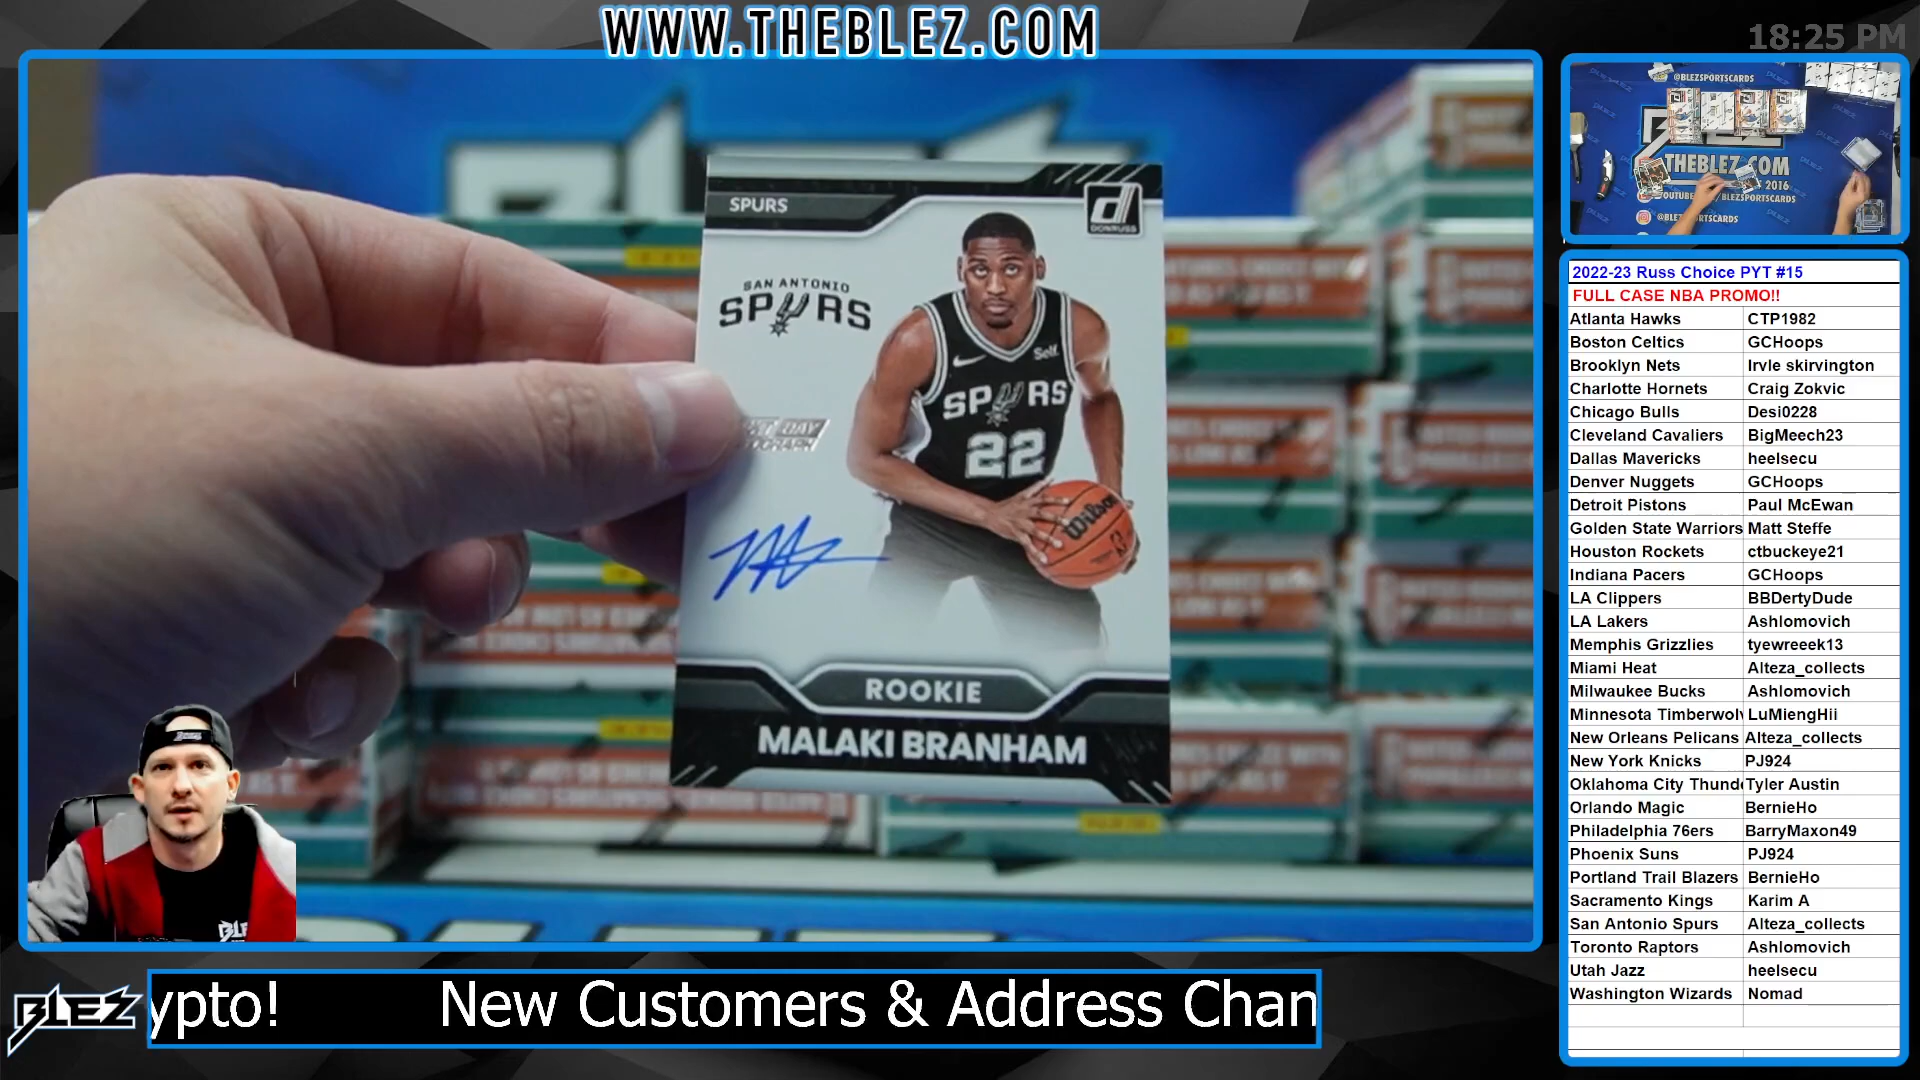 WWW.THEBLEZ.COM
18:25 PM
SPURS
DONRUSS
SAN ANTONIO
SPURS
Self.
SPURS
22
Wilson
ROOKIE
MALAKI BRANHAM
@BLEZSPORTSCARDS
THEBLEZ.COM
2016
@BLEZSPORTSCARDS
2022-23 Russ Choice PYT #15
FULL CASE NBA PROMO!!
Atlanta Hawks CTP1982
Boston Celtics GCHoops
Brooklyn Nets Irvle skirvington
Charlotte Hornets Craig Zokvic
Chicago Bulls Desi0228
Cleveland Cavaliers BigMeech23
Dallas Mavericks heelsecu
Denver Nuggets GCHoops
Detroit Pistons Paul McEwan
Golden State Warriors Matt Steffe
Houston Rockets ctbuckeye21
Indiana Pacers GCHoops
LA Clippers BBDertyDude
LA Lakers Ashlomovich
Memphis Grizzlies tyewreeek13
Miami Heat Alteza_collects
Milwaukee Bucks Ashlomovich
Minnesota Timberwolv LuMiengHii
New Orleans Pelicans Alteza_collects
New York Knicks PJ924
Oklahoma City Thunde Tyler Austin
Orlando Magic BernieHo
Philadelphia 76ers BarryMaxon49
Phoenix Suns PJ924
Portland Trail Blazers BernieHo
Sacramento Kings Karim A
San Antonio Spurs Alteza_collects
Toronto Raptors Ashlomovich
Utah Jazz heelsecu
Washington Wizards Nomad
BLEZ
ypto! New Customers & Address Chan